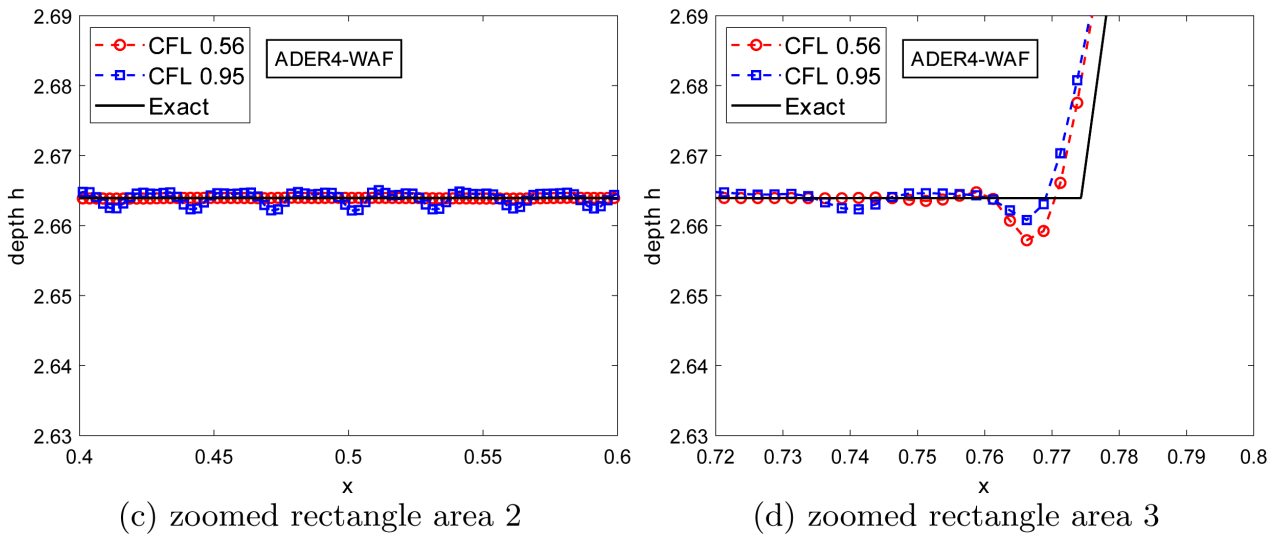 2.69
2.68
2.67
2.66
2.65
2.64
2.63
depth h
CFL 0.56
CFL 0.95
Exact
ADER4-WAF
0.4
0.45
0.5
0.55
0.6
x
(c) zoomed rectangle area 2
2.69
2.68
2.67
2.66
2.65
2.64
2.63
depth h
CFL 0.56
CFL 0.95
Exact
ADER4-WAF
0.72
0.73
0.74
0.75
0.76
0.77
0.78
0.79
0.8
x
(d) zoomed rectangle area 3